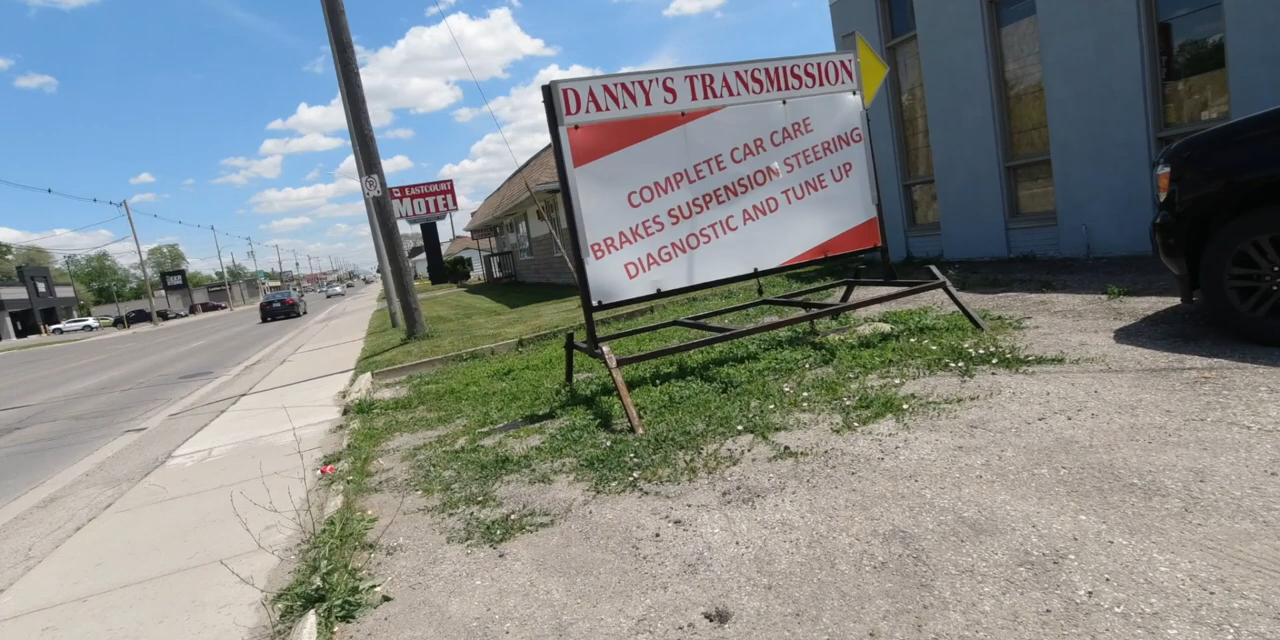 EASTCOURT
MOTEL
DANNY'S TRANSMISSION
COMPLETE CAR CARE
BRAKES SUSPENSION STEERING
DIAGNOSTIC AND TUNE UP